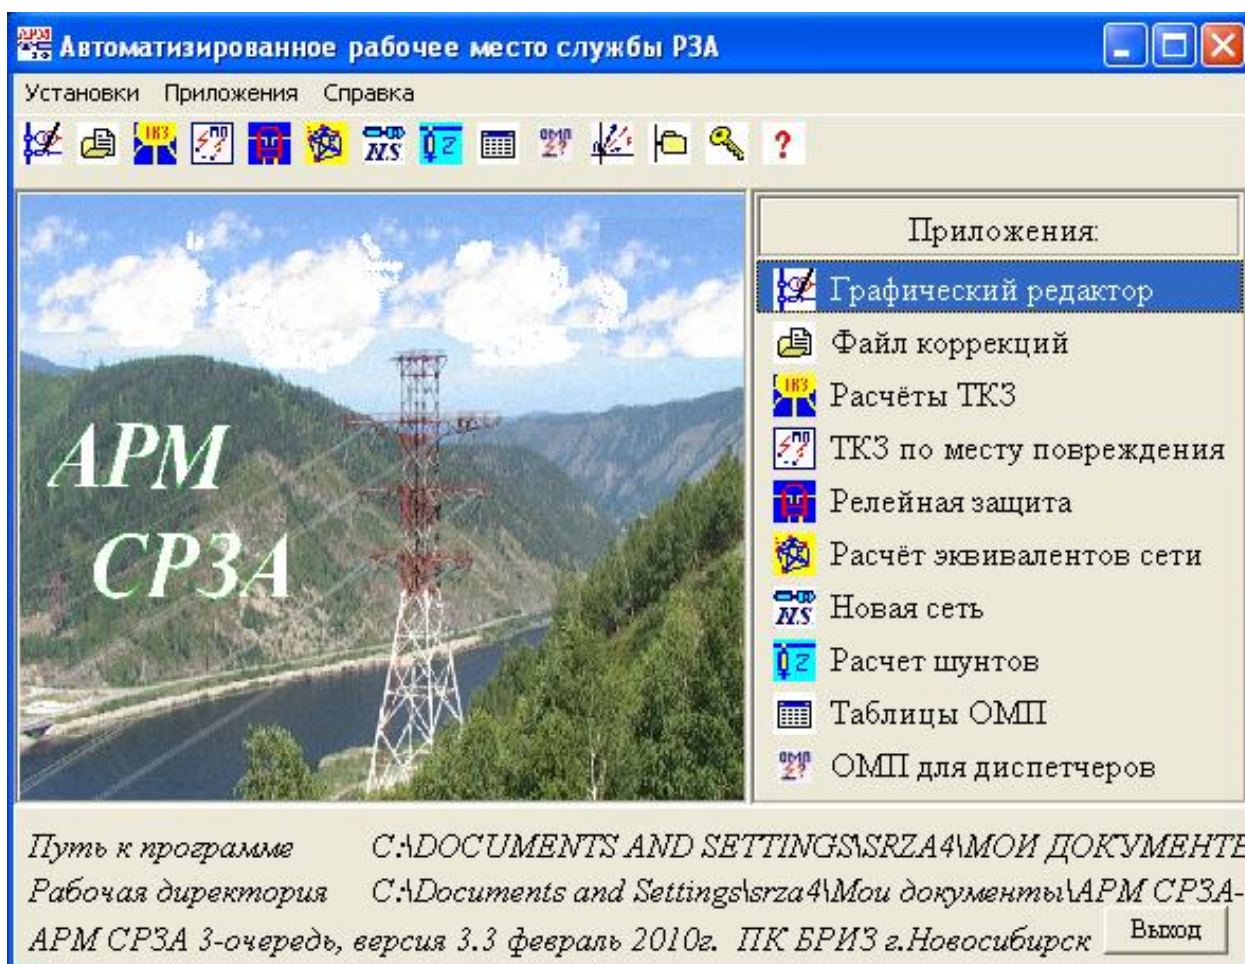 Автоматизированное рабочее место службы РЗА
Установки Приложения Справка
АРМ
СРЗА
Приложения:
Графический редактор
Файл коррекций
Расчёты ТКЗ
ТКЗ по месту повреждения
Релейная защита
Расчёт эквивалентов сети
Новая сеть
Расчет шунтов
Таблицы ОМП
ОМП для диспетчеров
Путь к программе C:\DOCUMENTS AND SETTINGS\SRZA4\МОИ ДОКУМЕНТЕ
Рабочая директория C:\Documents and Settings\srza4\Мои документы\АРМ СРЗА-
АРМ СРЗА 3-очередь, версия 3.3 февраль 2010г. ПК БРИЗ г.Новосибирск
Выход